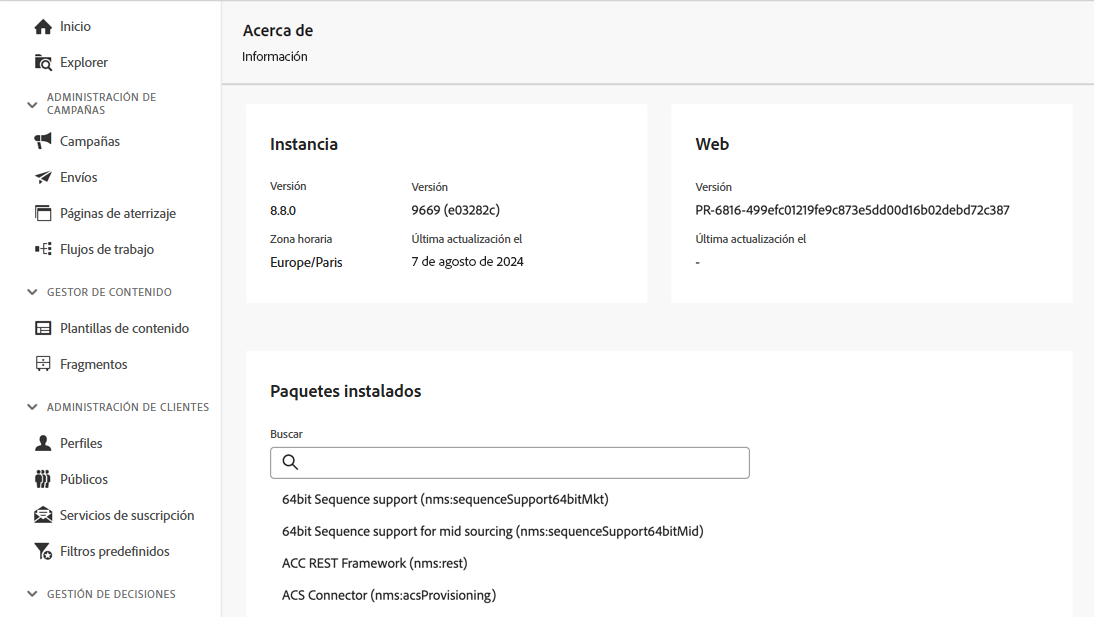 Inicio
Explorer
ADMINISTRACIÓN DE
CAMPAÑAS
Campañas
Envíos
Páginas de aterrizaje
Flujos de trabajo
GESTOR DE CONTENIDO
Plantillas de contenido
Fragmentos
ADMINISTRACIÓN DE CLIENTES
Perfiles
Públicos
Servicios de suscripción
Filtros predefinidos
GESTIÓN DE DECISIONES
Acerca de
Información
Instancia
Versión
8.8.0
Versión
9669 (e03282c)
Zona horaria
Europe/Paris
Última actualización el
7 de agosto de 2024
Web
Versión
PR-6816-499efc01219fe9c873e5dd00d16b02debd72c387
Última actualización el
-
Paquetes instalados
Buscar
64bit Sequence support (nms:sequenceSupport64bitMkt)
64bit Sequence support for mid sourcing (nms:sequenceSupport64bitMid)
ACC REST Framework (nms:rest)
ACS Connector (nms:acsProvisioning)